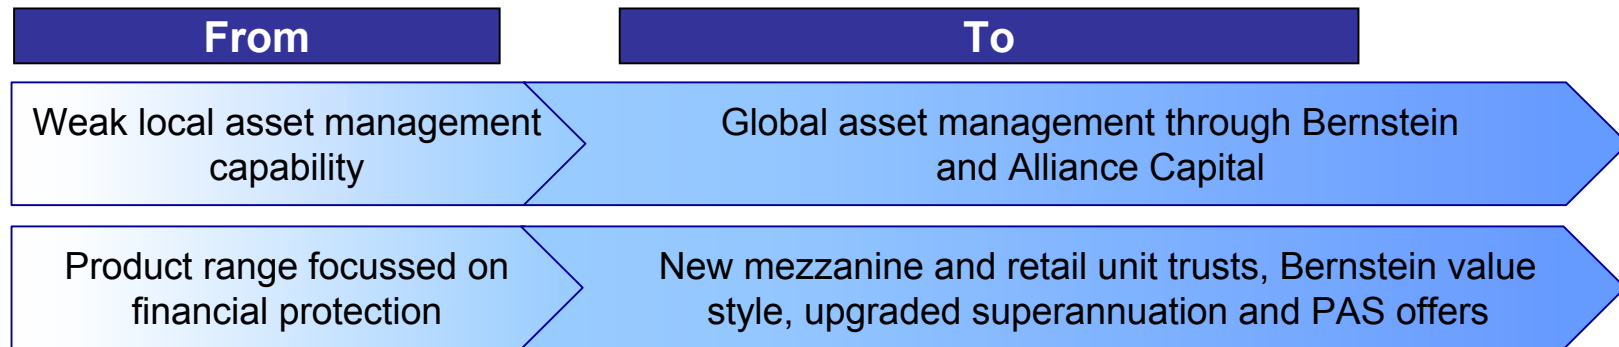 From
To
Weak local asset management
capability
Global asset management through Bernstein
and Alliance Capital
Product range focussed on
financial protection
New mezzanine and retail unit trusts, Bernstein value
style, upgraded superannuation and PAS offers